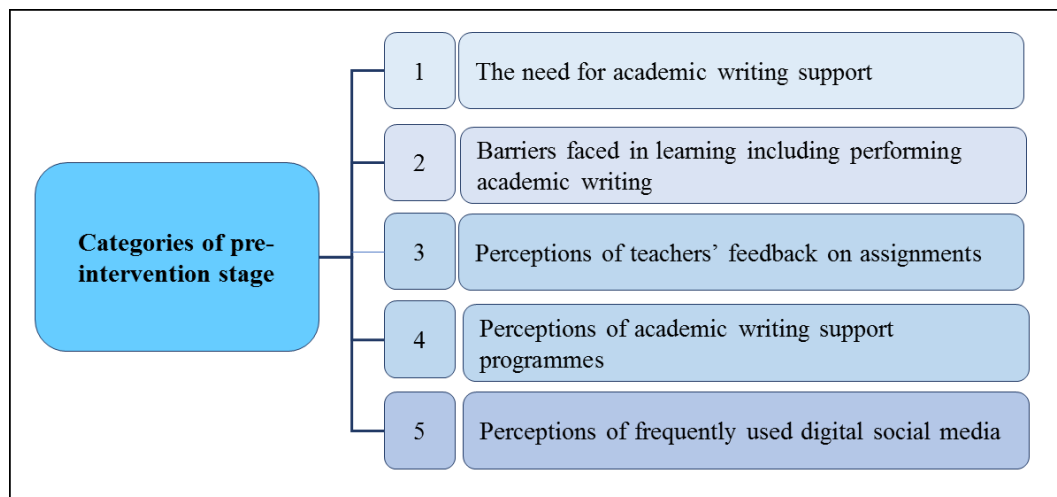 Categories of pre-
intervention stage
1
The need for academic writing support
2
Barriers faced in learning including performing
academic writing
3
Perceptions of teachers’ feedback on assignments
4
Perceptions of academic writing support
programmes
5
Perceptions of frequently used digital social media